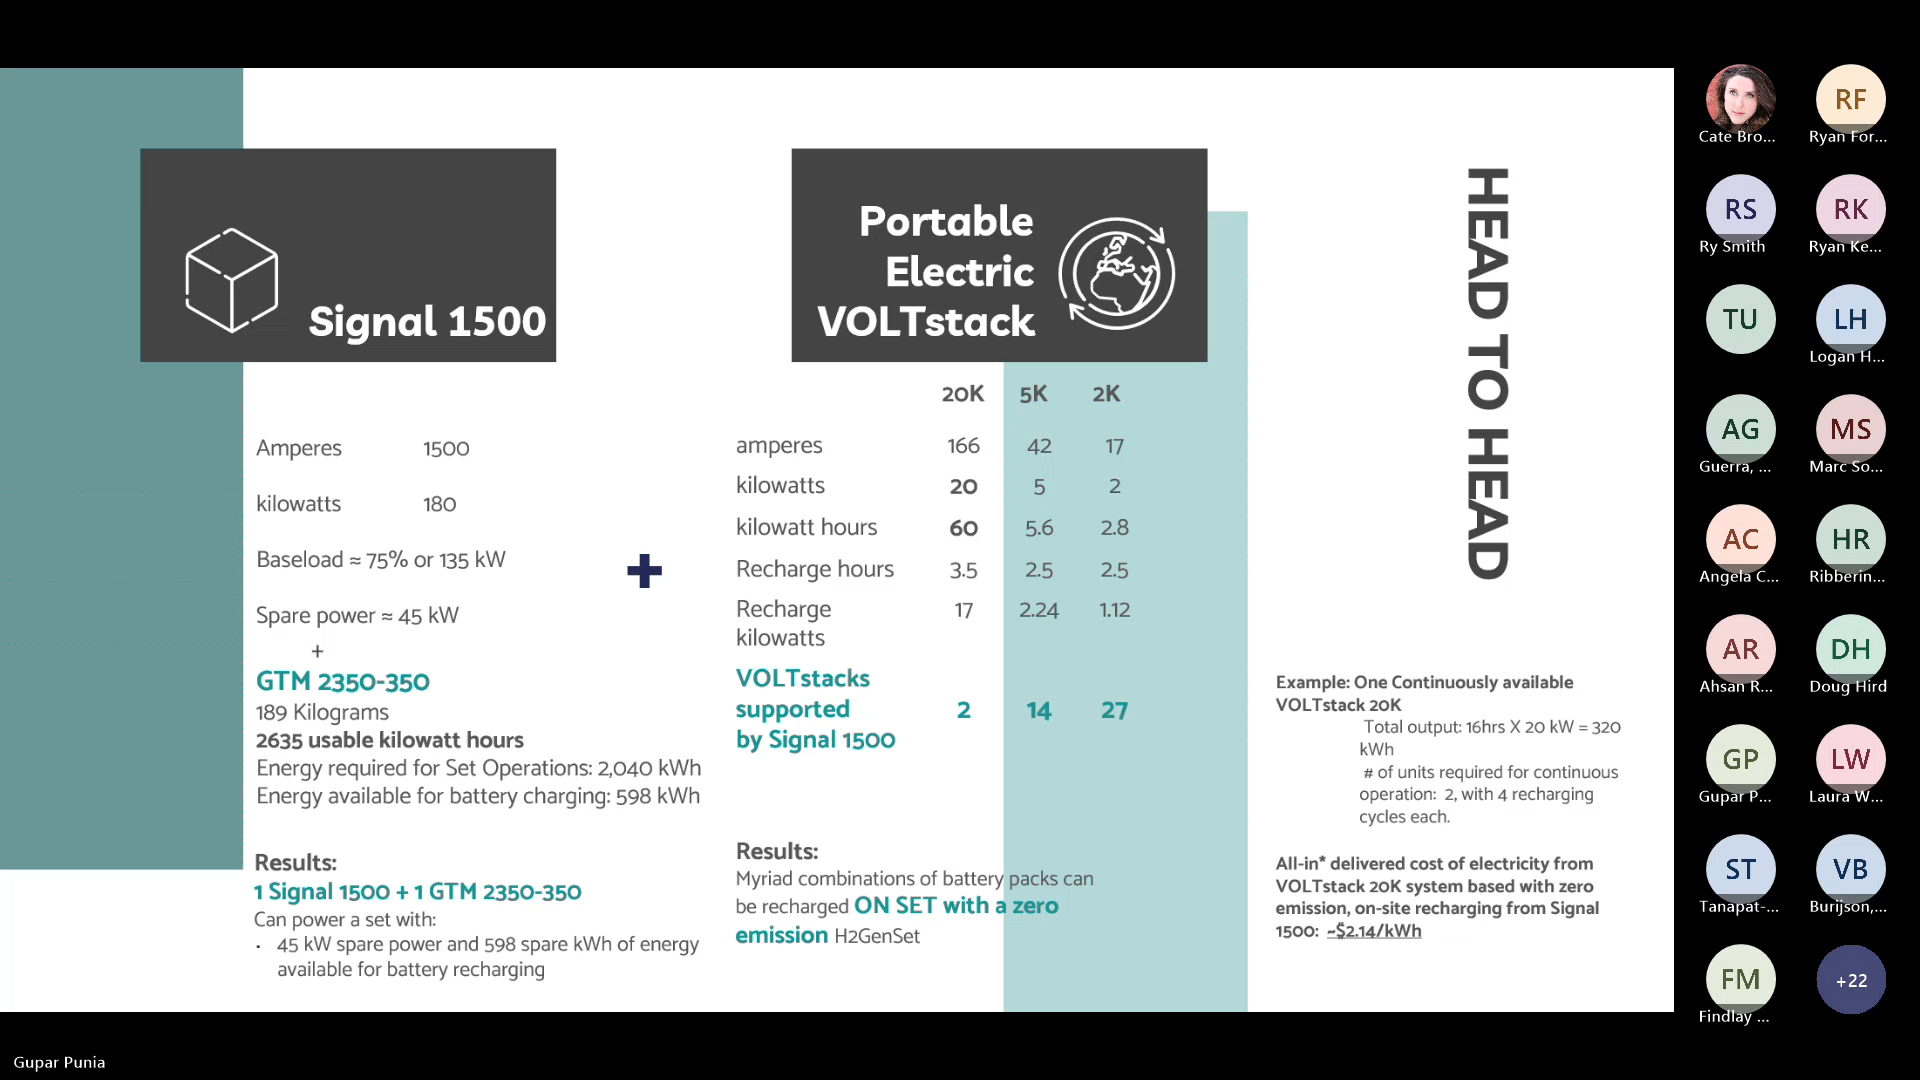 Signal 1500
Amperes 1500
kilowatts 180
Baseload ≈ 75% or 135 kW
Spare power ≈ 45 kW
+
GTM 2350-350
189 Kilograms
2635 usable kilowatt hours
Energy required for Set Operations: 2,040 kWh
Energy available for battery charging: 598 kWh
Results:
1 Signal 1500 + 1 GTM 2350-350
Can power a set with:
• 45 kW spare power and 598 spare kWh of energy
available for battery recharging
+
Portable
Electric
VOLTstack
20K 5K 2K
amperes 166 42 17
kilowatts 20 5 2
kilowatt hours 60 5.6 2.8
Recharge hours 3.5 2.5 2.5
Recharge 17 2.24 1.12
kilowatts
VOLTstacks
supported 2 14 27
by Signal 1500
Results:
Myriad combinations of battery packs can
be recharged ON SET with a zero
emission H2GenSet
HEAD TO HEAD
Example: One Continuously available
VOLTstack 20K
Total output: 16hrs X 20 kW = 320
kWh
# of units required for continuous
operation: 2, with 4 recharging
cycles each.
All-in* delivered cost of electricity from
VOLTstack 20K system based with zero
emission, on-site recharging from Signal
1500: ~$2.14/kWh
Cate Bro...
RF
Ryan For...
RS
Ry Smith
RK
Ryan Ke...
TU
LH
Logan H...
AG
Guerra, ...
MS
Marc So...
AC
Angela C...
HR
Ribberin...
AR
Ahsan R...
DH
Doug Hird
GP
Gupar P...
LW
Laura W...
ST
Tanapat-...
VB
Burijson,...
FM
Findlay ...
+22
Gupar Punia